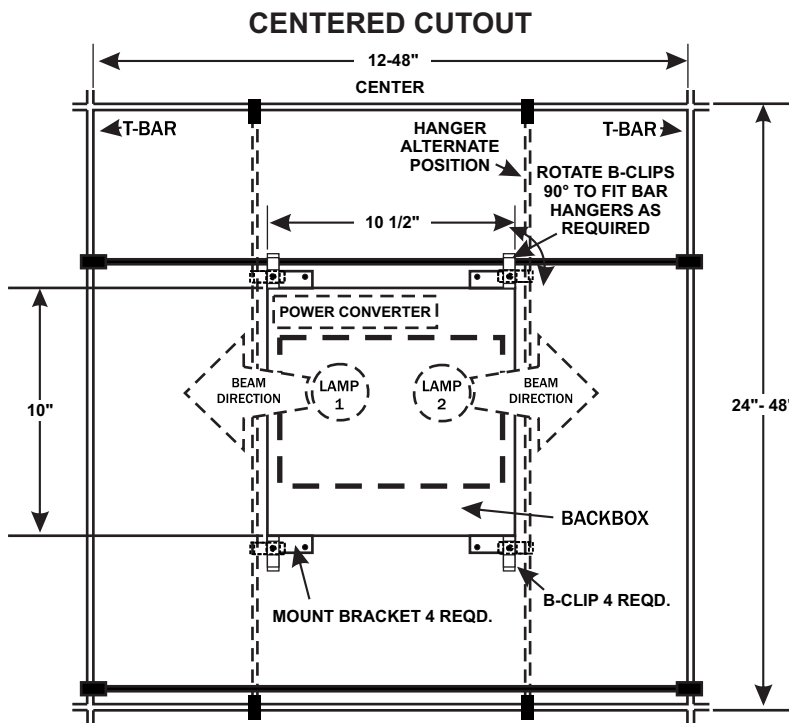 CENTERED CUTOUT
12-48"
CENTER
T-BAR
T-BAR
HANGER
ALTERNATE
POSITION
ROTATE B-CLIPS
90° TO FIT BAR
HANGERS AS
REQUIRED
10 1/2"
POWER CONVERTER
BEAM
DIRECTION
LAMP
1
LAMP
2
BEAM
DIRECTION
10"
24"- 48"
BACKBOX
MOUNT BRACKET 4 REQD.
B-CLIP 4 REQD.